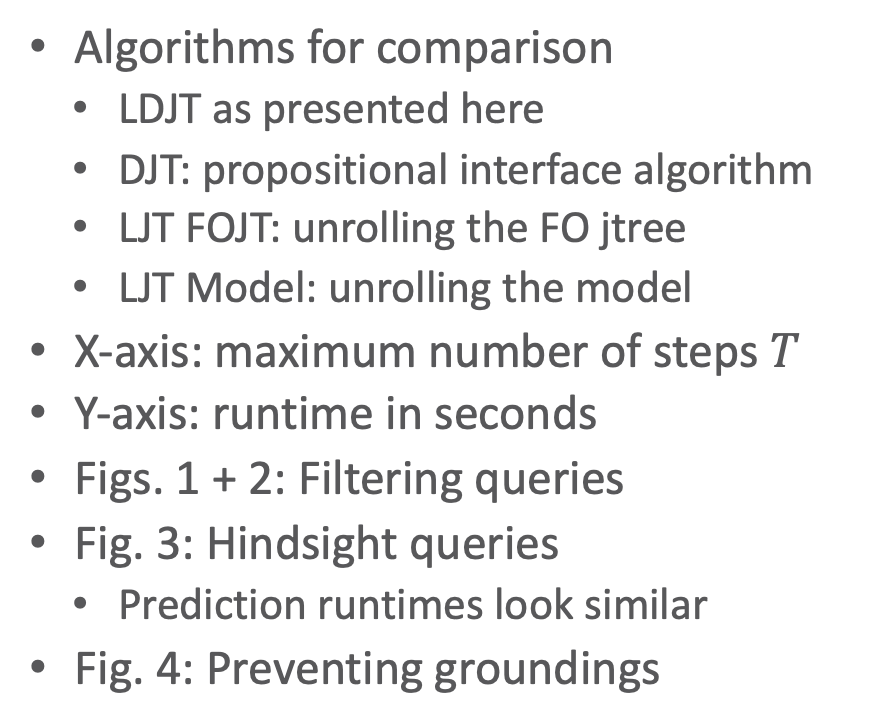 • Algorithms for comparison
• LDJT as presented here
• DJT: propositional interface algorithm
• LJT FOJT: unrolling the FO jtree
• LJT Model: unrolling the model
• X-axis: maximum number of steps T
• Y-axis: runtime in seconds
• Figs. 1 + 2: Filtering queries
• Fig. 3: Hindsight queries
• Prediction runtimes look similar
• Fig. 4: Preventing groundings